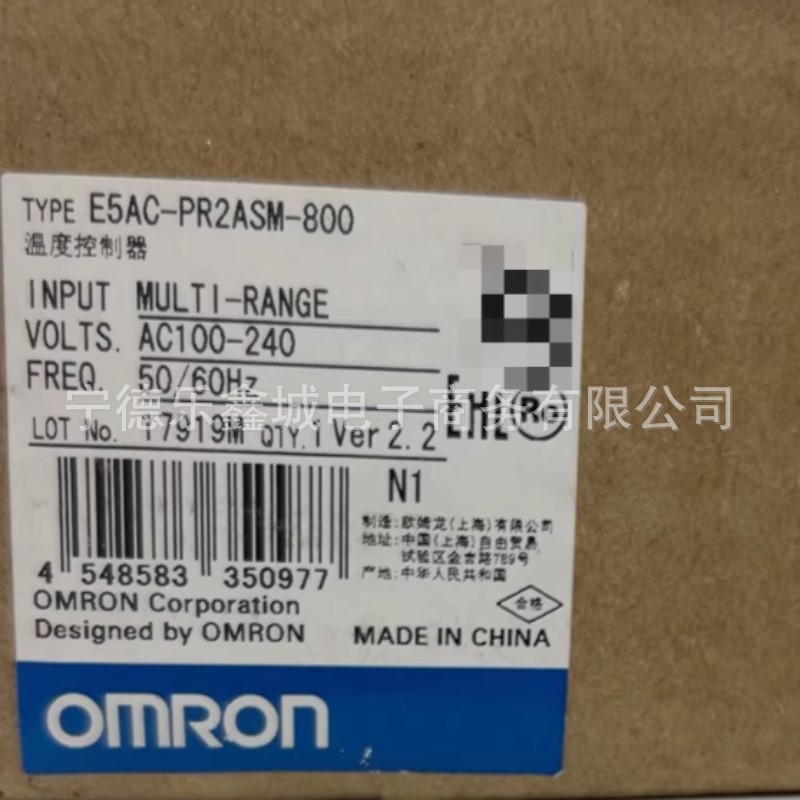 TYPE E5AC-PR2ASM-800
温度控制器
INPUT MULTI-RANGE
VOLTS. AC100-240
FREQ. 50/60Hz
宁德乐鑫城电子商务有限公司
LOT No. 17919M QTY.1 Ver 2.2
EAC
N1
制造: 欧姆龙(上海)有限公司
地址: 中国(上海)自由贸易
试验区金吉路789号
产地: 中华人民共和国
4 548583 350977
OMRON Corporation
合格
Designed by OMRON MADE IN CHINA
OMRON